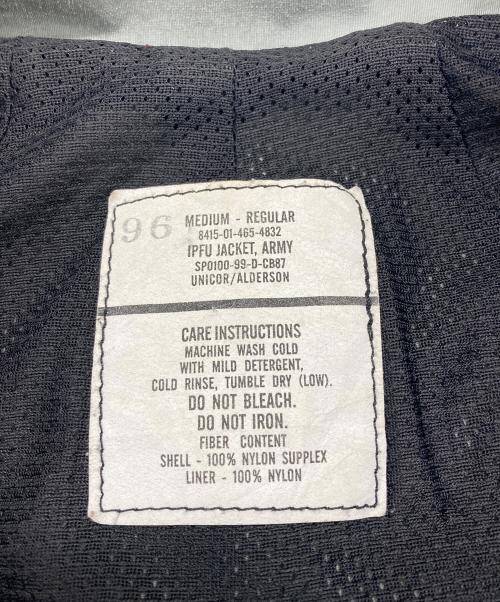 96
MEDIUM - REGULAR
8415-01-465-4832
IPFU JACKET, ARMY
SPO100-99-D-CB87
UNICOR/ALDERSON
CARE INSTRUCTIONS
MACHINE WASH COLD
WITH MILD DETERGENT,
COLD RINSE, TUMBLE DRY (LOW).
DO NOT BLEACH.
DO NOT IRON.
FIBER CONTENT
SHELL - 100% NYLON SUPPLEX
LINER - 100% NYLON